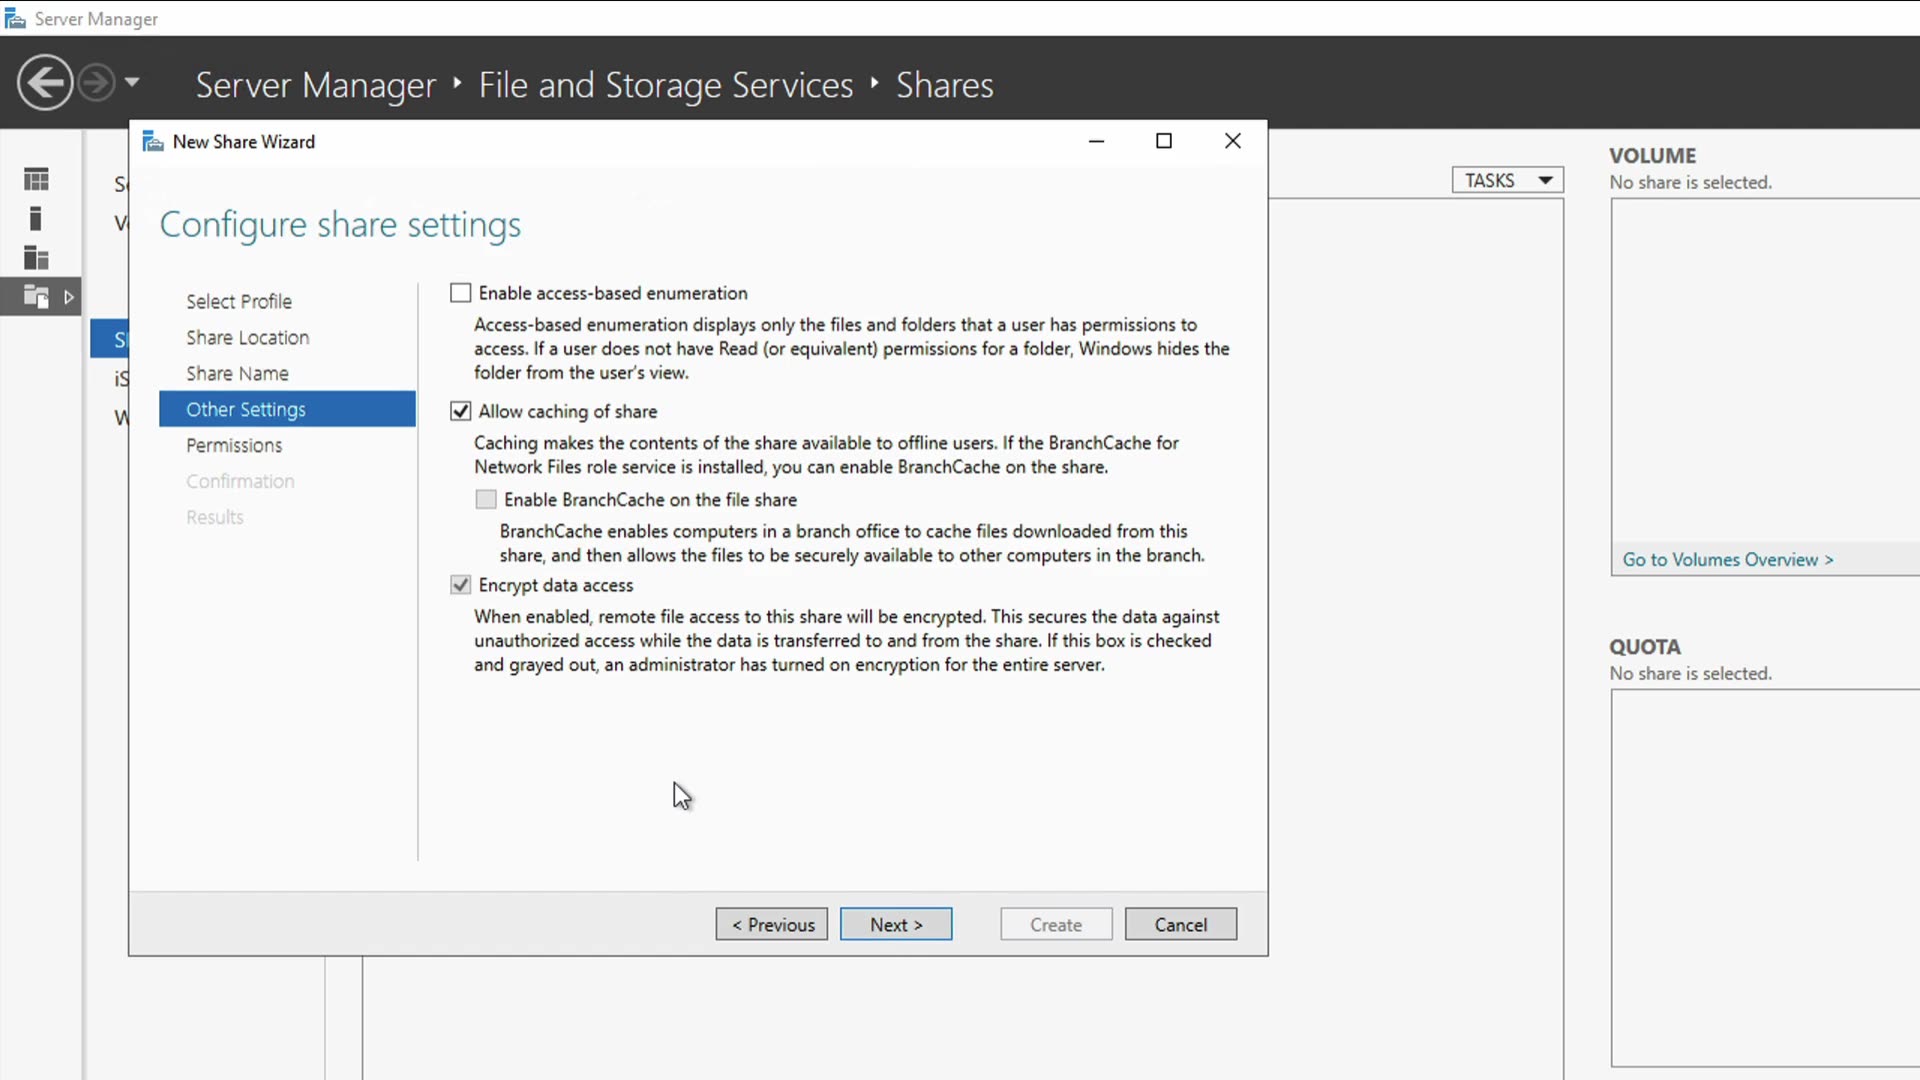 Server Manager
Server Manager ‣ File and Storage Services ‣ Shares
New Share Wizard
Configure share settings
Select Profile
Share Location
Share Name
Other Settings
Permissions
Confirmation
Results
Enable access-based enumeration
Access-based enumeration displays only the files and folders that a user has permissions to
access. If a user does not have Read (or equivalent) permissions for a folder, Windows hides the
folder from the user's view.
Allow caching of share
Caching makes the contents of the share available to offline users. If the BranchCache for
Network Files role service is installed, you can enable BranchCache on the share.
Enable BranchCache on the file share
BranchCache enables computers in a branch office to cache files downloaded from this
share, and then allows the files to be securely available to other computers in the branch.
Encrypt data access
When enabled, remote file access to this share will be encrypted. This secures the data against
unauthorized access while the data is transferred to and from the share. If this box is checked
and grayed out, an administrator has turned on encryption for the entire server.
< Previous
Next >
Create
Cancel
TASKS
VOLUME
No share is selected.
Go to Volumes Overview >
QUOTA
No share is selected.